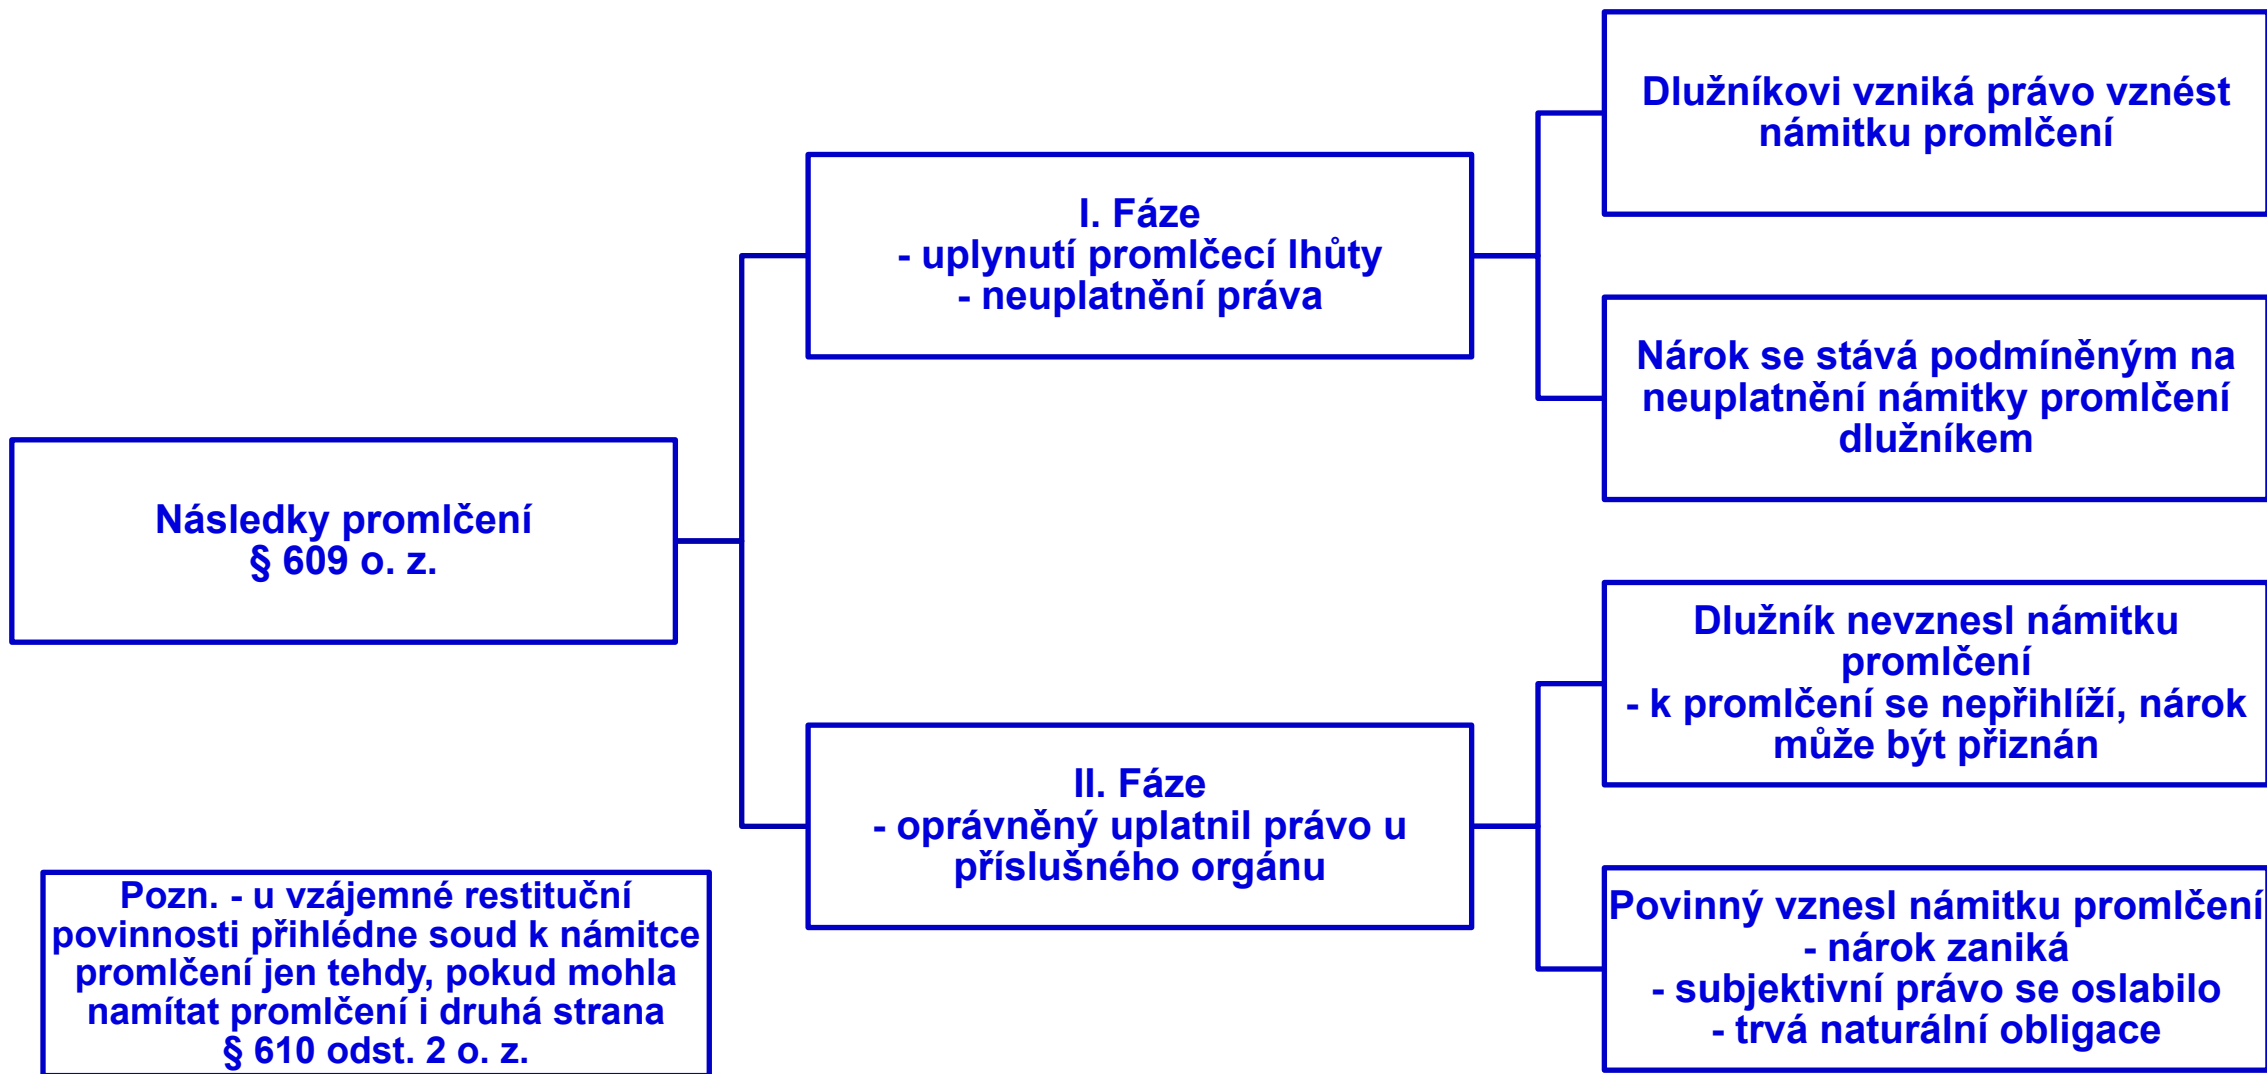 Následky promlčení
§ 609 o. z.
I. Fáze
- uplynutí promlčecí lhůty
- neuplatnění práva
Dlužníkovi vzniká právo vznést
námitku promlčení
Nárok se stává podmíněným na
neuplatnění námitky promlčení
dlužníkem
II. Fáze
- oprávněný uplatnil právo u
příslušného orgánu
Dlužník nevznesl námitku
promlčení
- k promlčení se nepřihlíží, nárok
může být přiznán
Povinný vznesl námitku promlčení
- nárok zaniká
- subjektivní právo se oslabilo
- trvá naturální obligace
Pozn. - u vzájemné restituční
povinnosti přihlédne soud k námitce
promlčení jen tehdy, pokud mohla
namítat promlčení i druhá strana
§ 610 odst. 2 o. z.